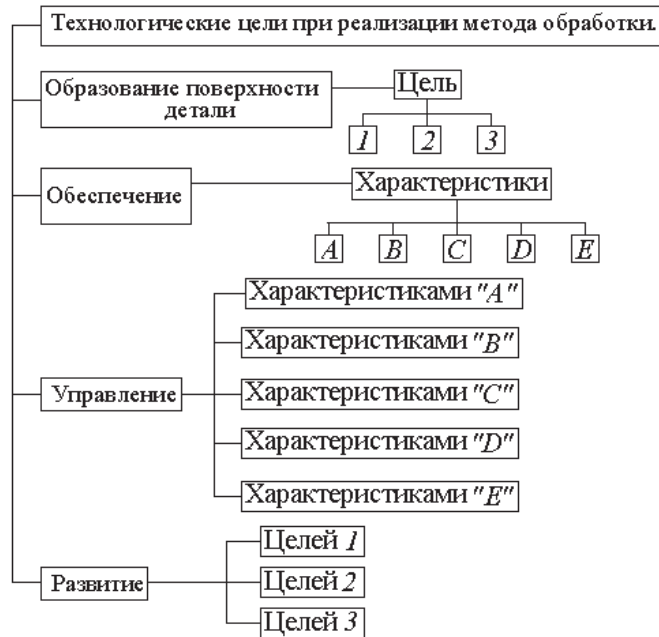 Технологические цели при реализации метода обработки.
Образование поверхности
детали
Цель
1 2 3
Обеспечение
Характеристики
A B C D E
Характеристиками "A"
Характеристиками "B"
Управление
Характеристиками "C"
Характеристиками "D"
Характеристиками "E"
Целей 1
Развитие
Целей 2
Целей 3